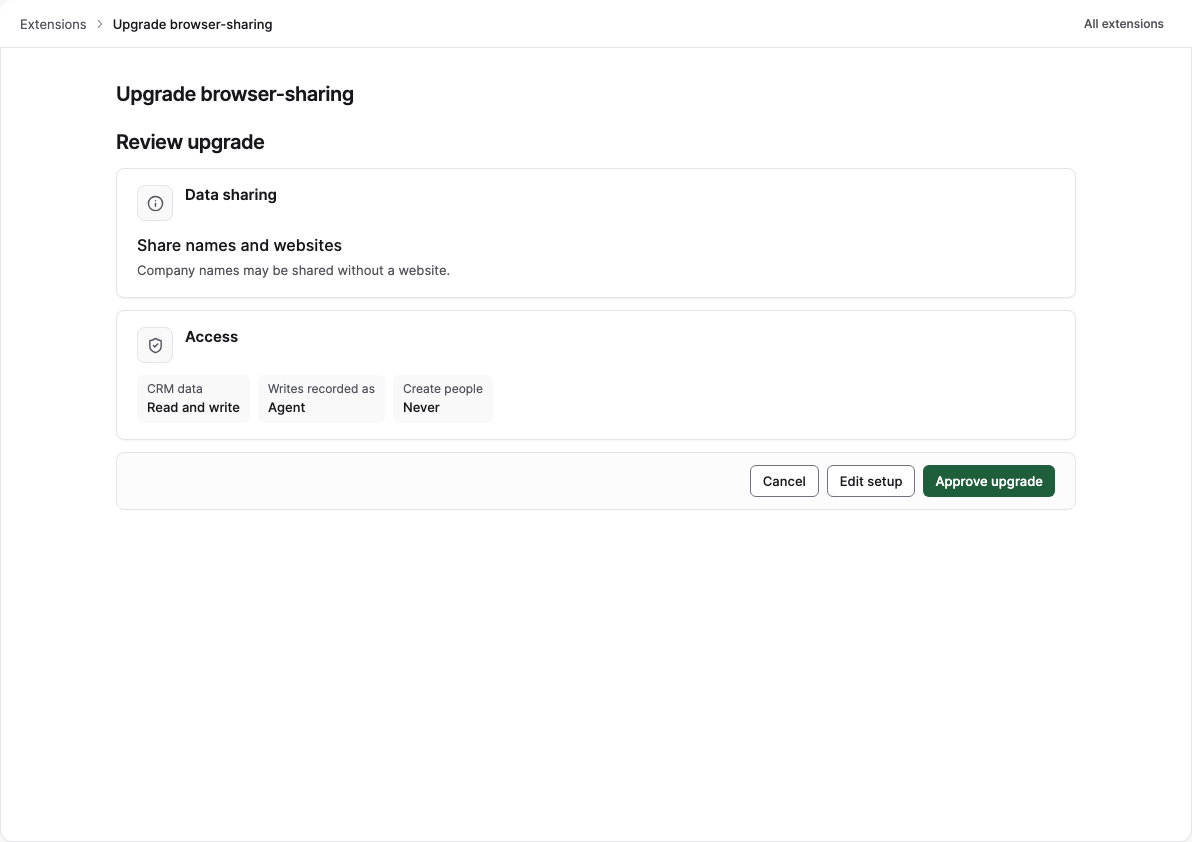 Extensions > Upgrade browser-sharing
All extensions
Upgrade browser-sharing
Review upgrade
Data sharing
Share names and websites
Company names may be shared without a website.
Access
CRM data
Read and write
Writes recorded as
Agent
Create people
Never
Cancel
Edit setup
Approve upgrade